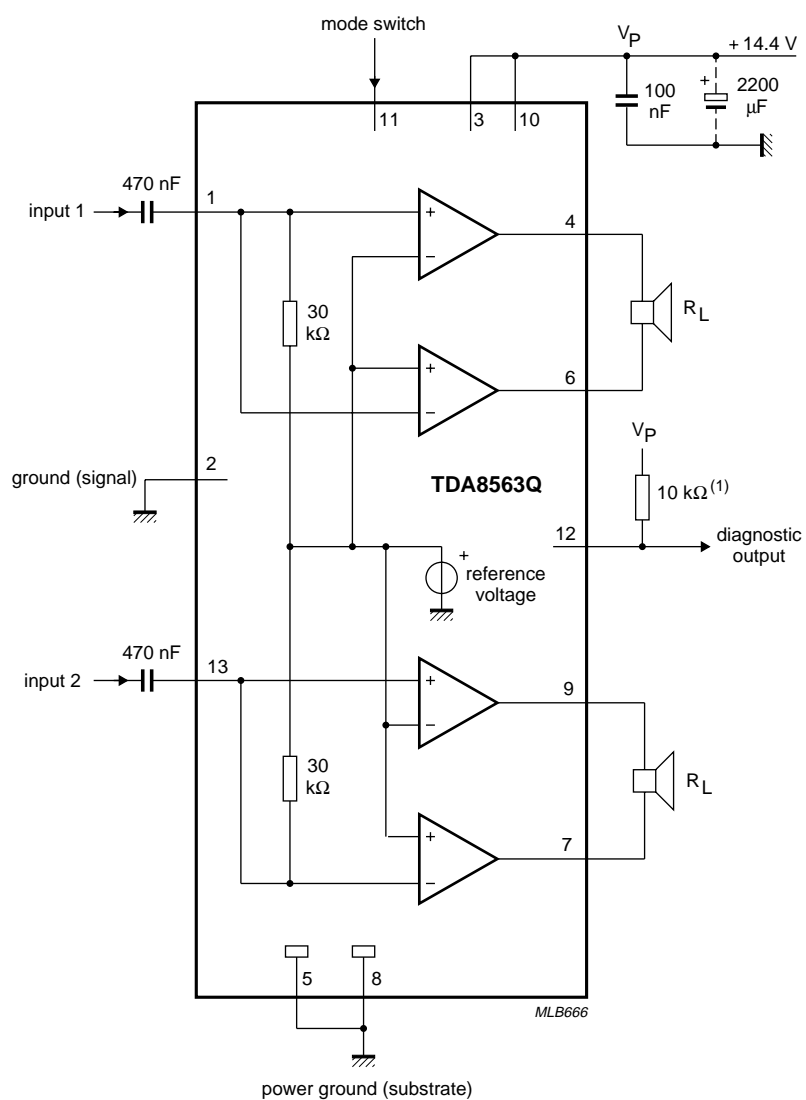 mode switch
V_P
+ 14.4 V
11
3
10
100
nF
+
2200
µF
470 nF
1
input 1
+
−
4
30
kΩ
R_L
+
−
6
V_P
2
ground (signal)
TDA8563Q
10 kΩ (1)
12
diagnostic
output
+
reference
voltage
470 nF
13
input 2
+
−
9
30
kΩ
R_L
+
−
7
5
8
MLB666
power ground (substrate)